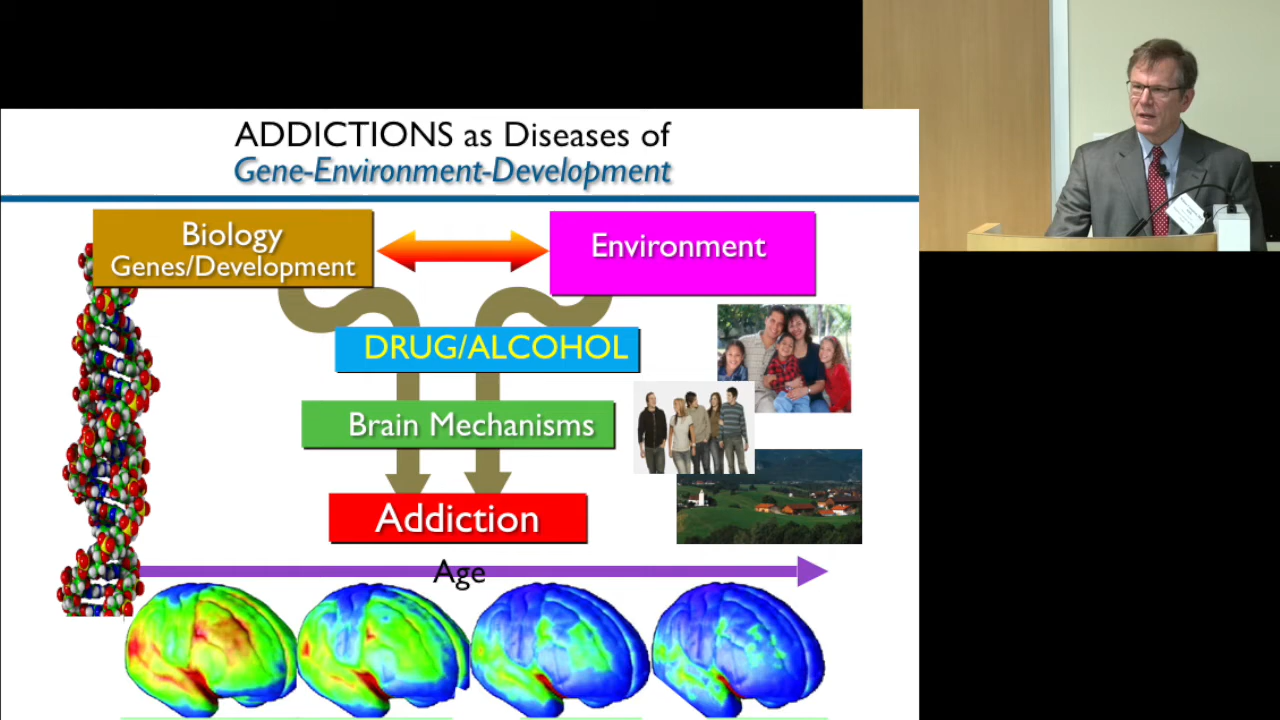 ADDICTIONS as Diseases of
Gene-Environment-Development
Biology
Genes/Development
Environment
DRUG/ALCOHOL
Brain Mechanisms
Addiction
Age